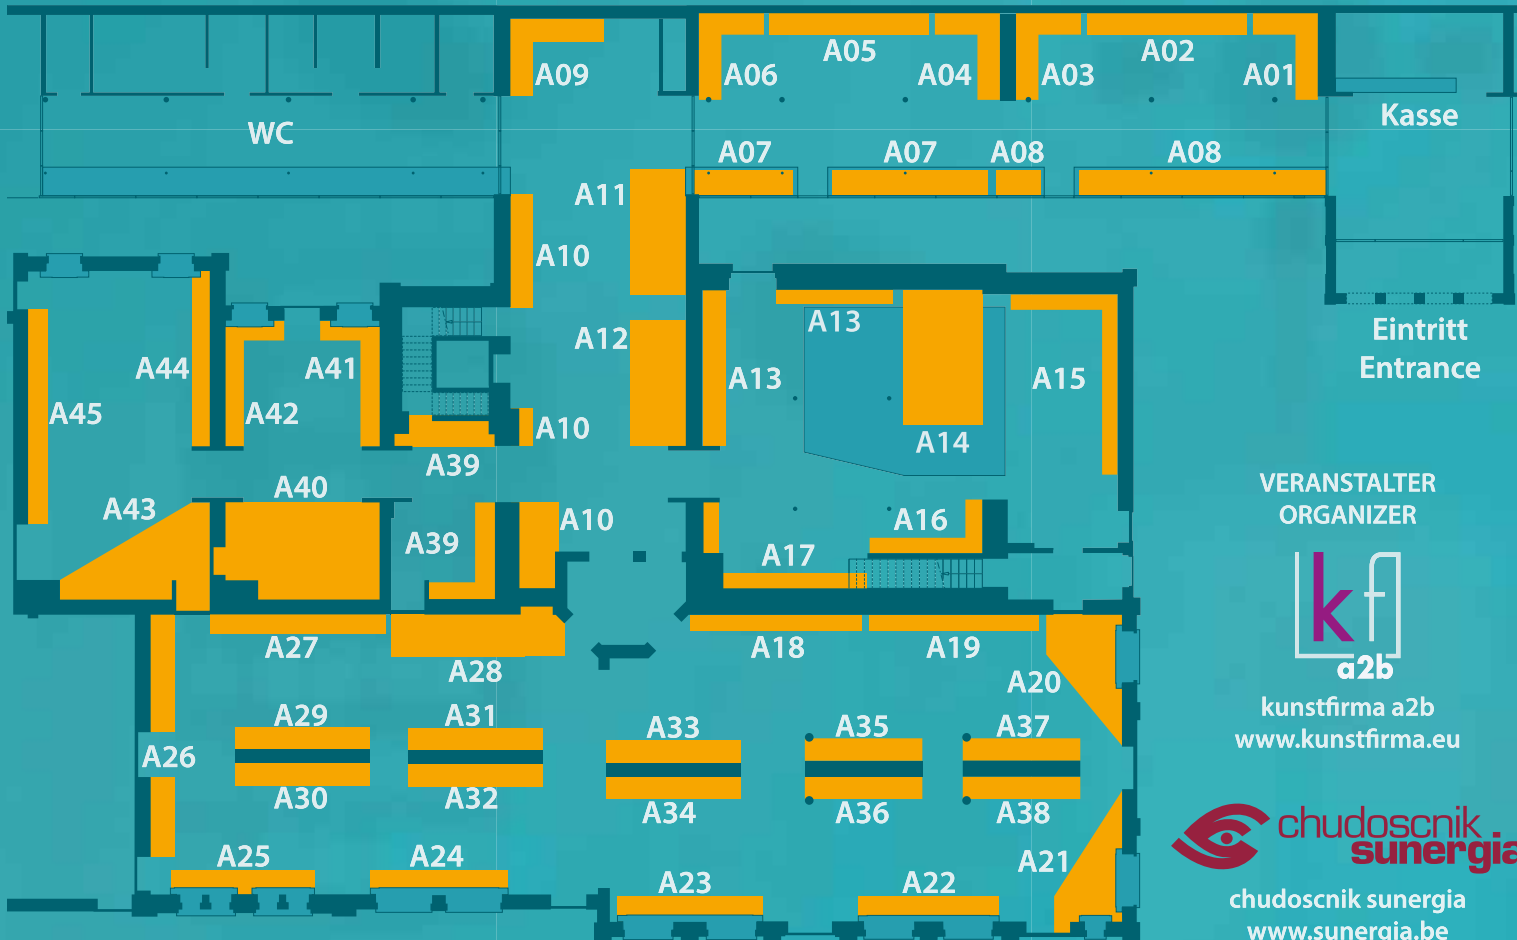 A09
A06
A05
A04
A03
A02
A01
Kasse
WC
A07
A07
A08
A08
A11
A10
A12
A10
A13
A13
A14
A15
Eintritt
Entrance
A44
A41
A45
A42
A39
A40
A43
A39
A10
A16
A17
VERANSTALTER
ORGANIZER
kf
a2b
kunstfirma a2b
www.kunstfirma.eu
A27
A28
A18
A19
A20
A29
A31
A33
A35
A37
A26
A30
A32
A34
A36
A38
A25
A24
A23
A22
A21
chudoscnik
sunergia
chudoscnik sunergia
www.sunergia.be